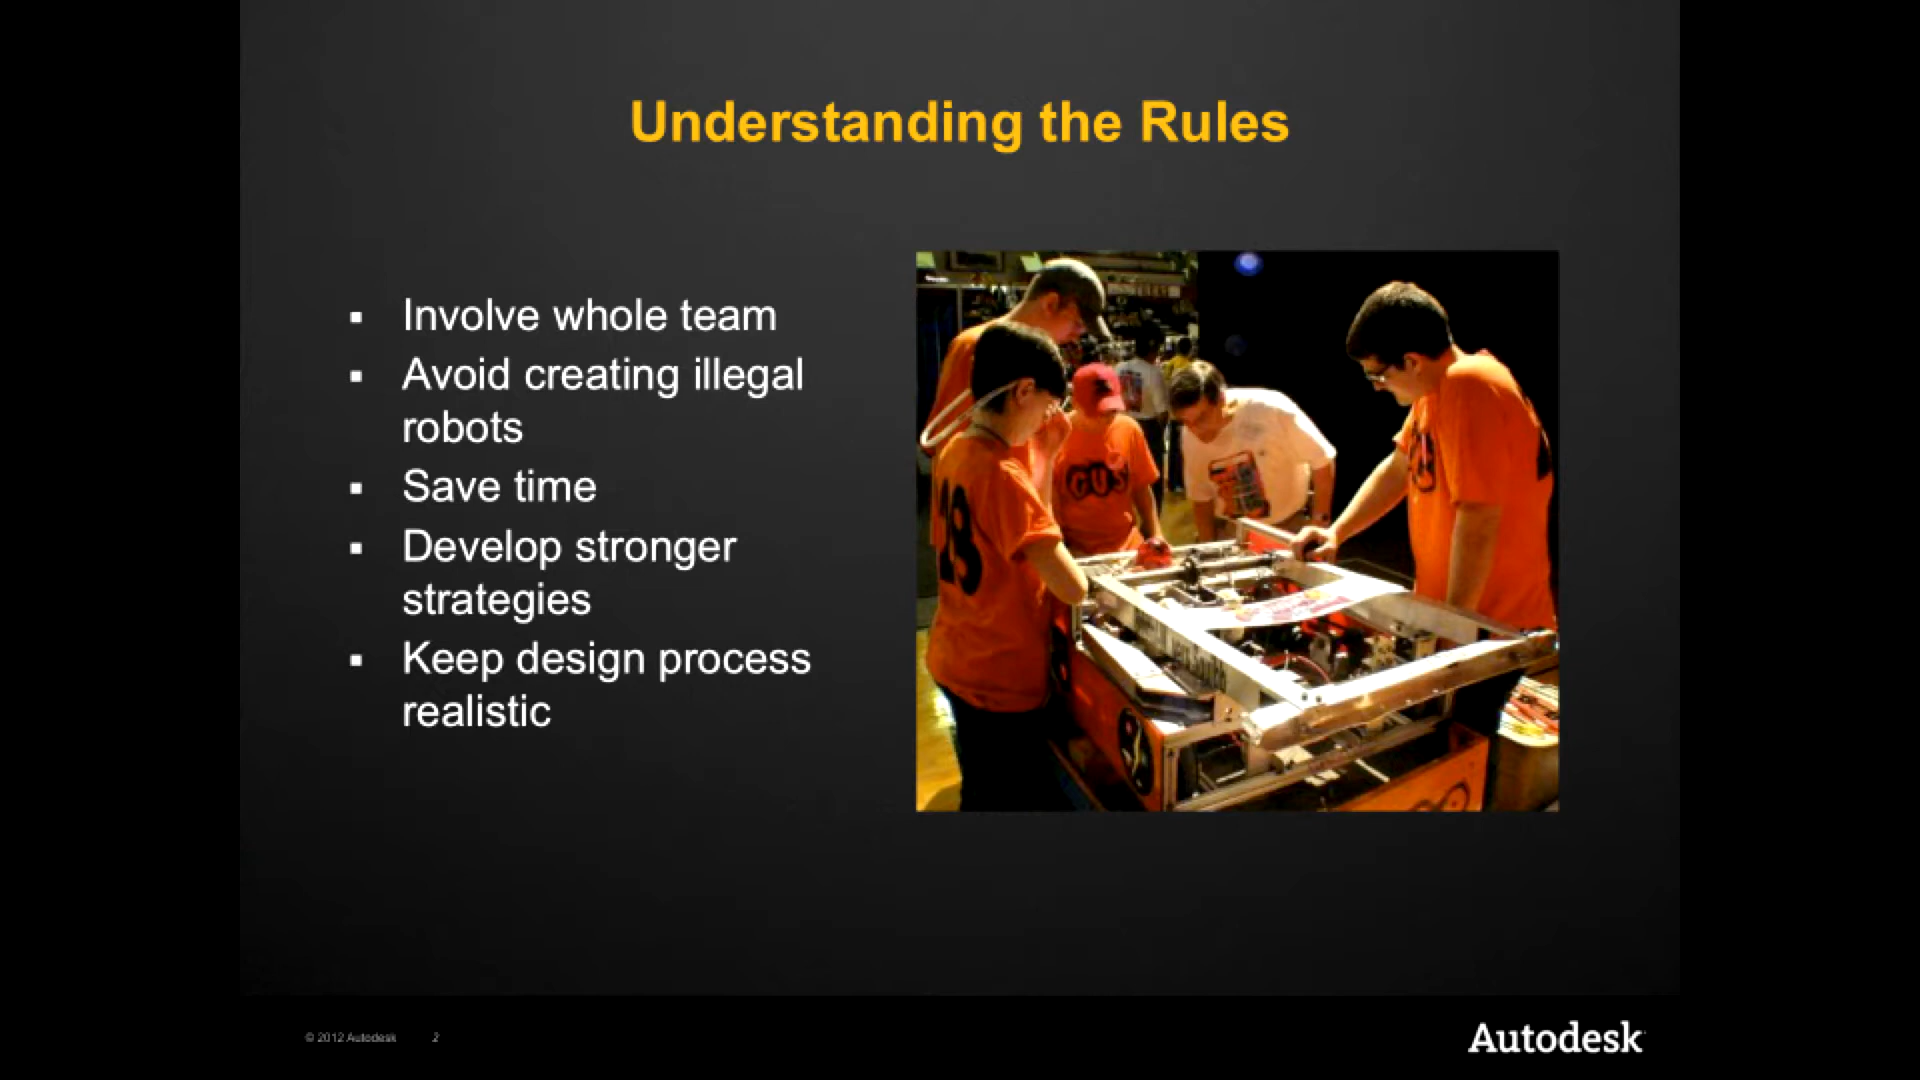 Understanding the Rules
▪ Involve whole team
▪ Avoid creating illegal
robots
▪ Save time
▪ Develop stronger
strategies
▪ Keep design process
realistic
GUS
© 2012 Autodesk 2
Autodesk